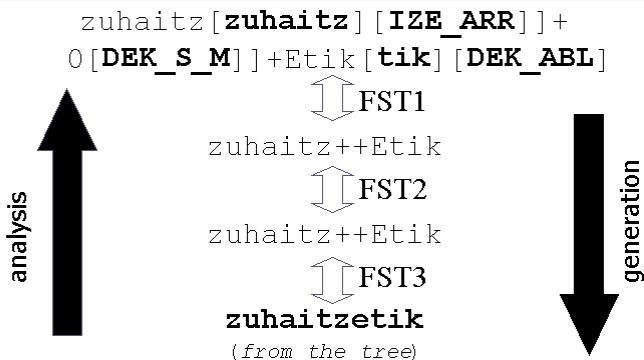 zuhaitz[zuhaitz][IZE_ARR]]+
0[DEK_S_M]]+Etik[tik][DEK_ABL]
FST1
zuhaitz++Etik
FST2
zuhaitz++Etik
FST3
zuhaitzetik
(from the tree)
analysis
generation